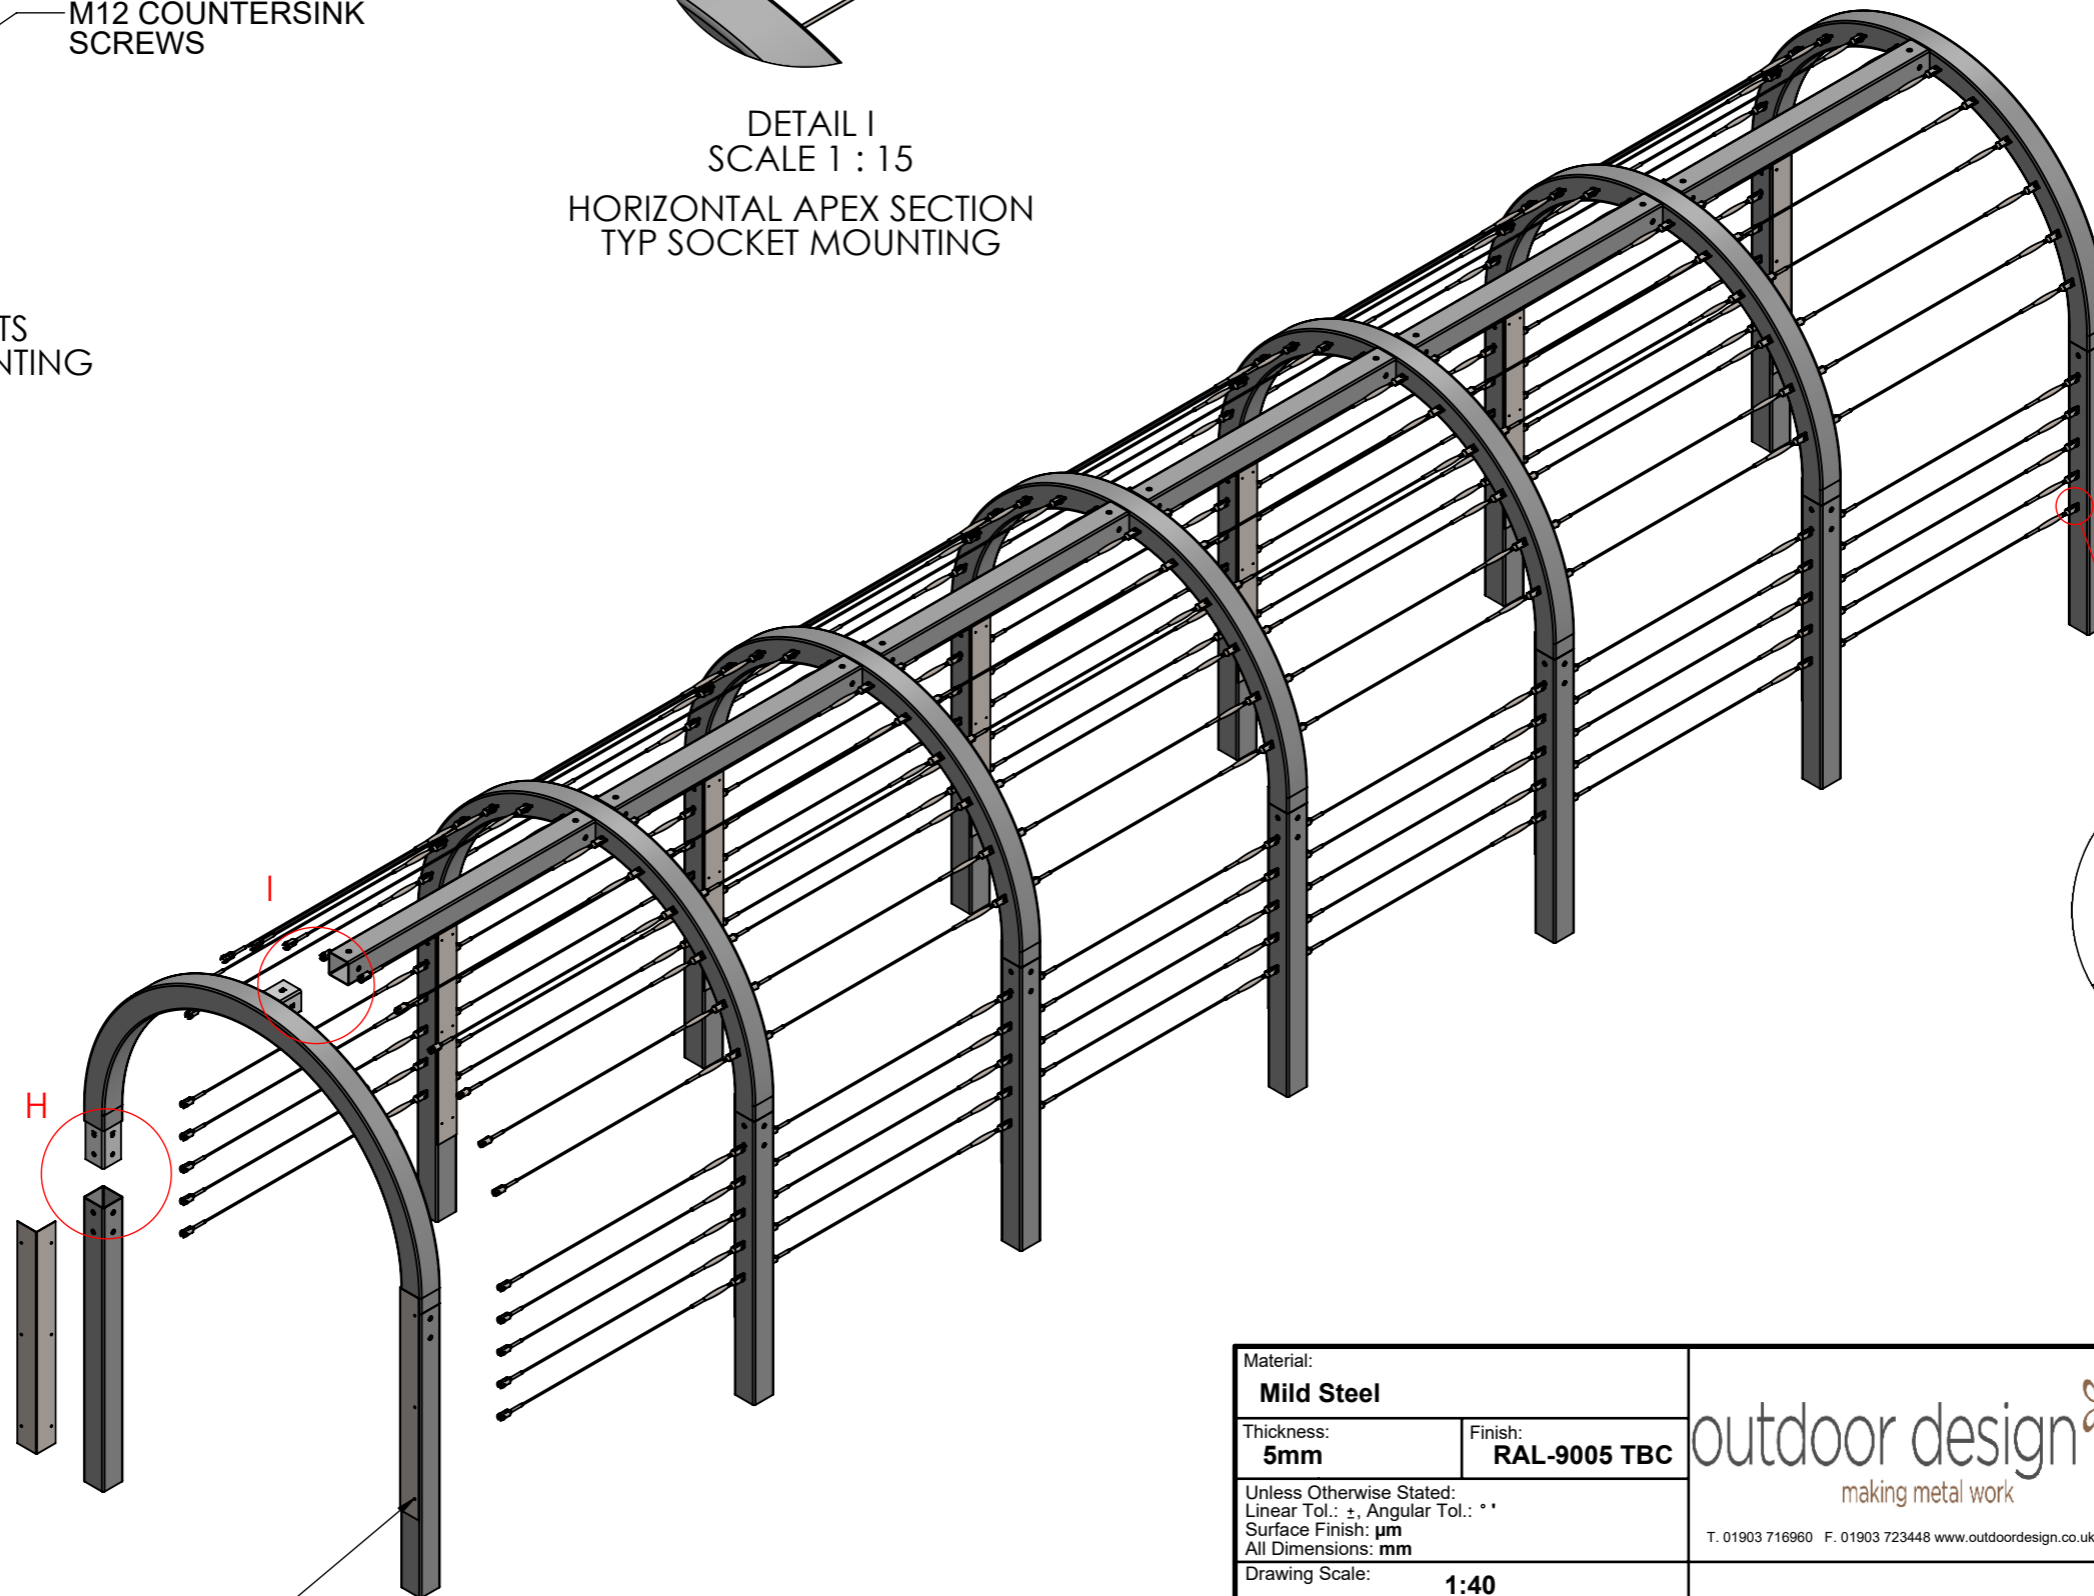 M12 COUNTERSINK
SCREWS
DETAIL I
SCALE 1 : 15
HORIZONTAL APEX SECTION
TYP SOCKET MOUNTING
TS
NTING
I
H
Material:
Mild Steel
Thickness:
5mm
Finish:
RAL-9005 TBC
Unless Otherwise Stated:
Linear Tol.: ±, Angular Tol.: ° '
Surface Finish: µm
All Dimensions: mm
Drawing Scale:
1:40
outdoor design
making metal work
T. 01903 716960 F. 01903 723448 www.outdoordesign.co.uk